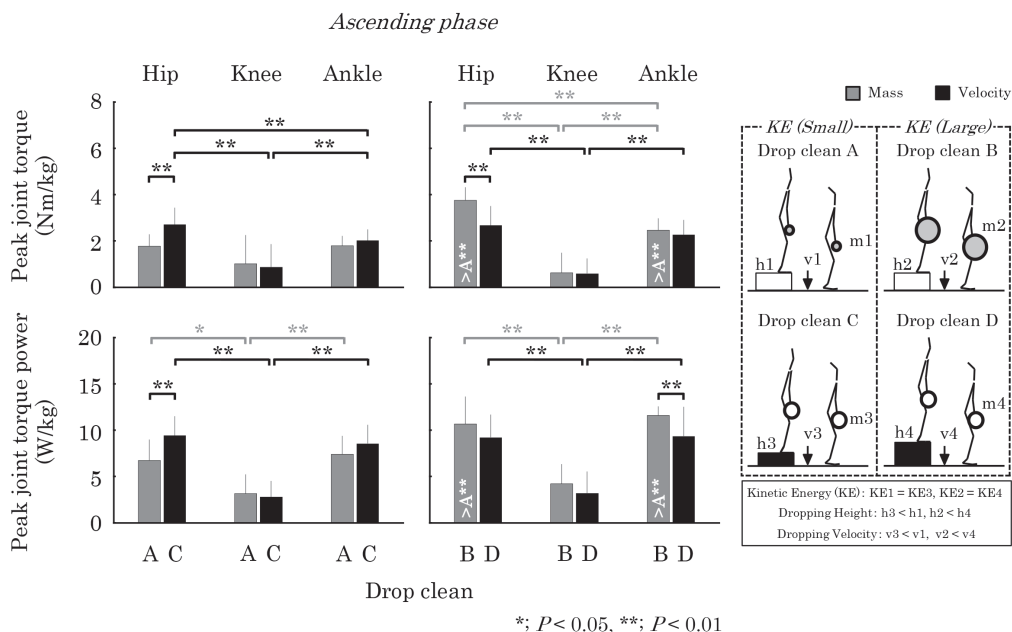 Ascending phase
Hip Knee Ankle Hip Knee Ankle
Mass Velocity
Peak joint torque
(Nm/kg)
8
6
4
2
0
** ** ** **
** ** ** ** ** ** **
>A** >A**
Peak joint torque power
(W/kg)
20
15
10
5
0
* ** ** **
** ** ** **
** **
>A** >A**
A C A C A C B D B D B D
Drop clean
*; P < 0.05, **; P < 0.01
KE (Small) KE (Large)
Drop clean A Drop clean B
h1 v1 m1 h2 v2 m2
Drop clean C Drop clean D
h3 v3 m3 h4 v4 m4
Kinetic Energy (KE) : KE1 = KE3, KE2 = KE4
Dropping Height : h3 < h1, h2 < h4
Dropping Velocity : v3 < v1, v2 < v4